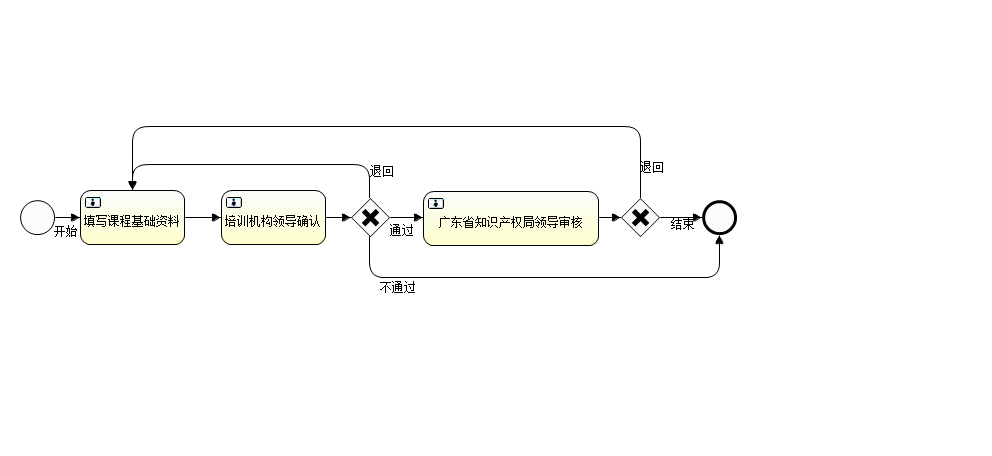 退回
退回
填写课程基础资料
培训机构领导确认
广东省知识产权局领导审核
开始
通过
结束
不通过